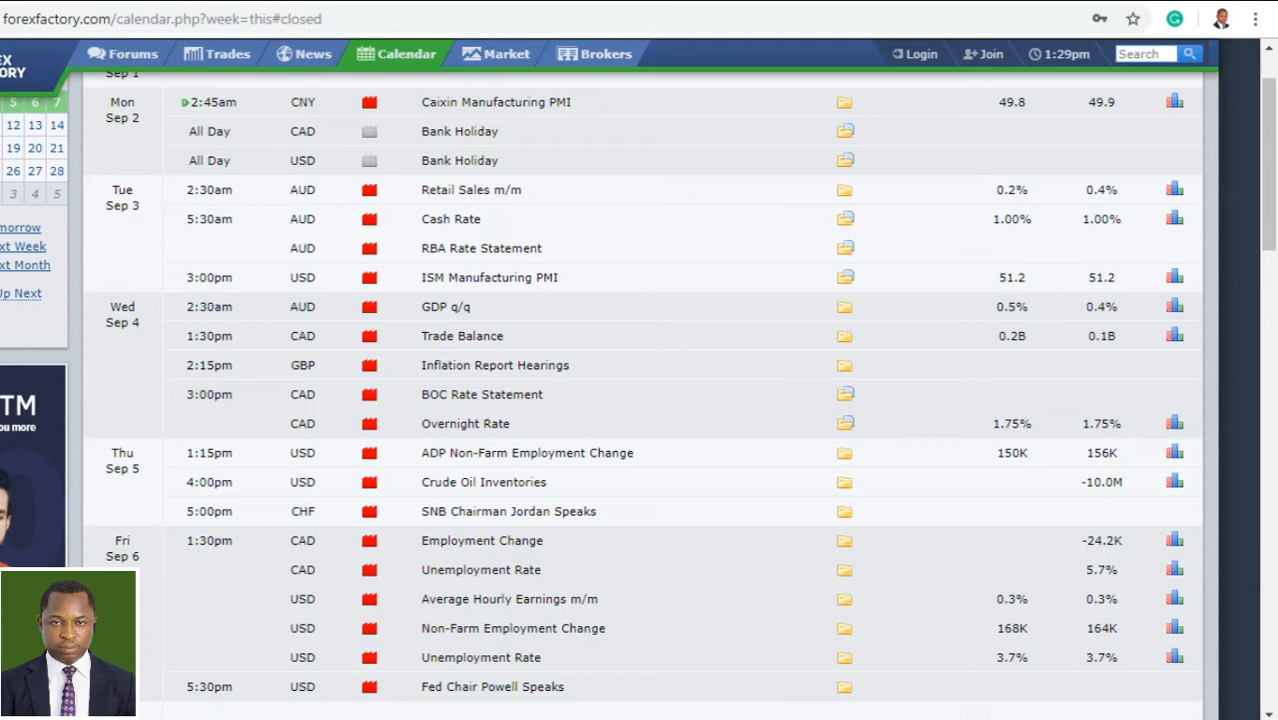 forexfactory.com/calendar.php?week=this#closed
EX Forums Trades News Calendar Market Brokers Login Join 1:29pm Search
ORY
Sep 1
5 6 7
12 13 14
19 20 21
26 27 28
3 4 5
morrow
xt Week
xt Month
Up Next
TM
ou more
Mon Sep 2 2:45am CNY Caixin Manufacturing PMI 49.8 49.9
All Day CAD Bank Holiday
All Day USD Bank Holiday
Tue Sep 3 2:30am AUD Retail Sales m/m 0.2% 0.4%
5:30am AUD Cash Rate 1.00% 1.00%
AUD RBA Rate Statement
3:00pm USD ISM Manufacturing PMI 51.2 51.2
Wed Sep 4 2:30am AUD GDP q/q 0.5% 0.4%
1:30pm CAD Trade Balance 0.2B 0.1B
2:15pm GBP Inflation Report Hearings
3:00pm CAD BOC Rate Statement
CAD Overnight Rate 1.75% 1.75%
Thu Sep 5 1:15pm USD ADP Non-Farm Employment Change 150K 156K
4:00pm USD Crude Oil Inventories -10.0M
5:00pm CHF SNB Chairman Jordan Speaks
Fri Sep 6 1:30pm CAD Employment Change -24.2K
CAD Unemployment Rate 5.7%
USD Average Hourly Earnings m/m 0.3% 0.3%
USD Non-Farm Employment Change 168K 164K
USD Unemployment Rate 3.7% 3.7%
5:30pm USD Fed Chair Powell Speaks